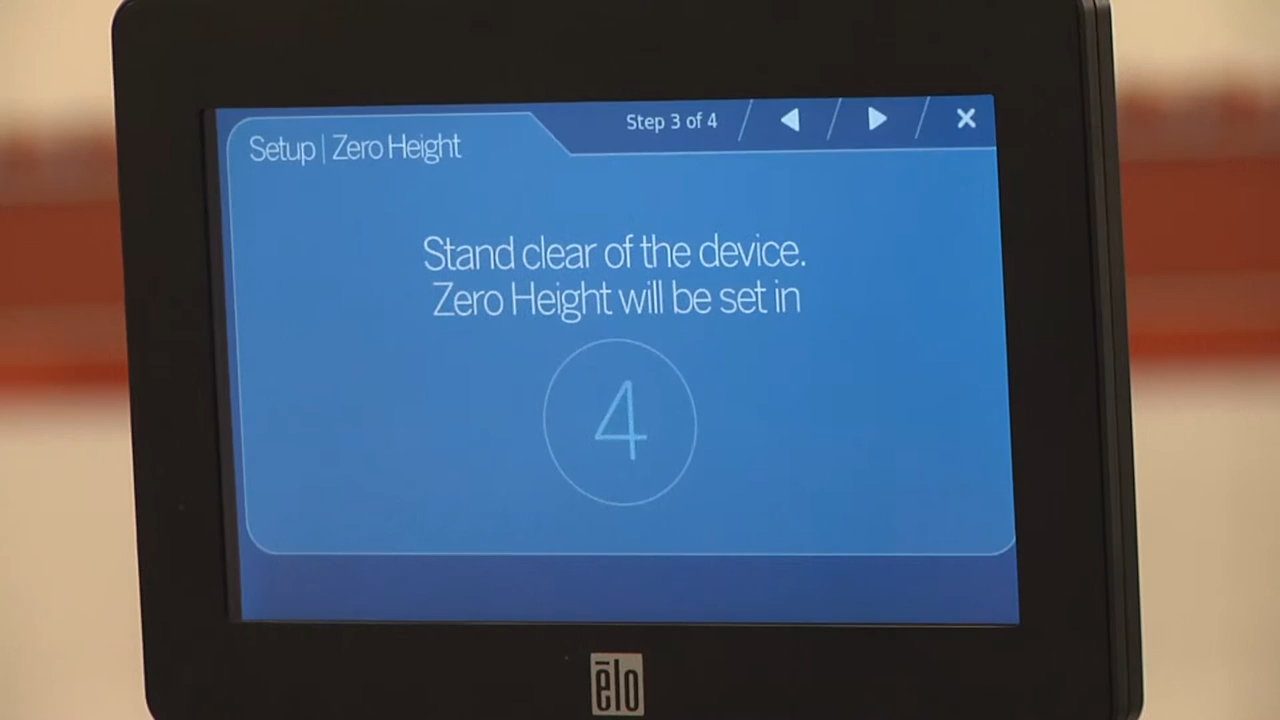 Step 3 of 4
Setup | Zero Height
Stand clear of the device.
Zero Height will be set in
4
ēlo